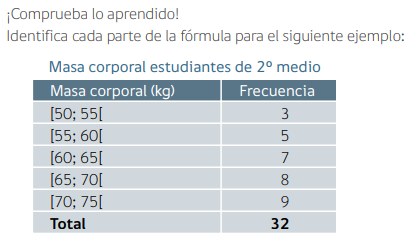 ¡Comprueba lo aprendido!
Identifica cada parte de la fórmula para el siguiente ejemplo:
Masa corporal estudiantes de 2º medio
Masa corporal (kg) Frecuencia
[50; 55[ 3
[55; 60[ 5
[60; 65[ 7
[65; 70[ 8
[70; 75[ 9
Total 32